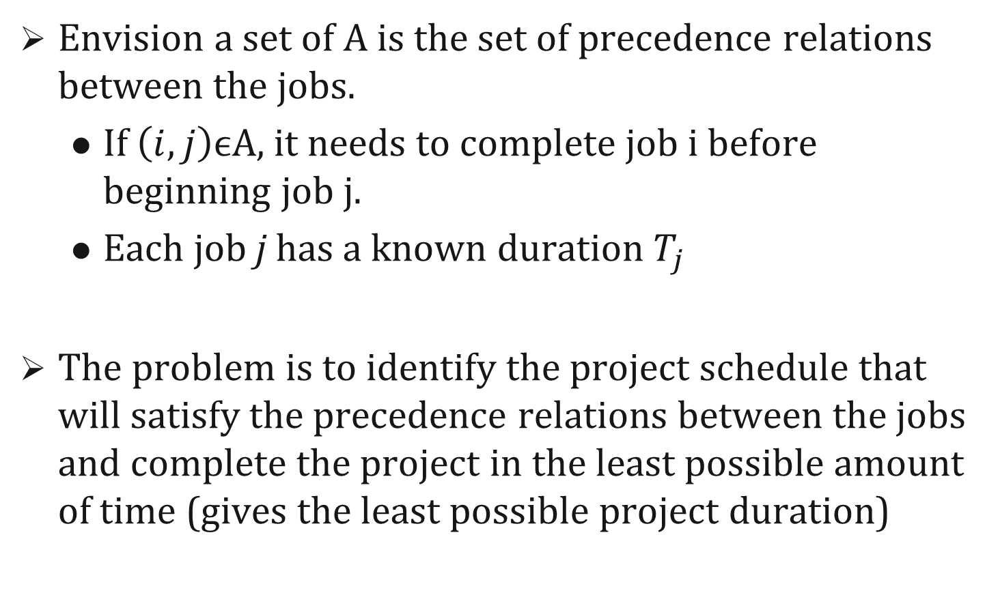 ➢ Envision a set of A is the set of precedence relations
between the jobs.
● If (i, j)ϵA, it needs to complete job i before
beginning job j.
● Each job j has a known duration T_j
➢ The problem is to identify the project schedule that
will satisfy the precedence relations between the jobs
and complete the project in the least possible amount
of time (gives the least possible project duration)